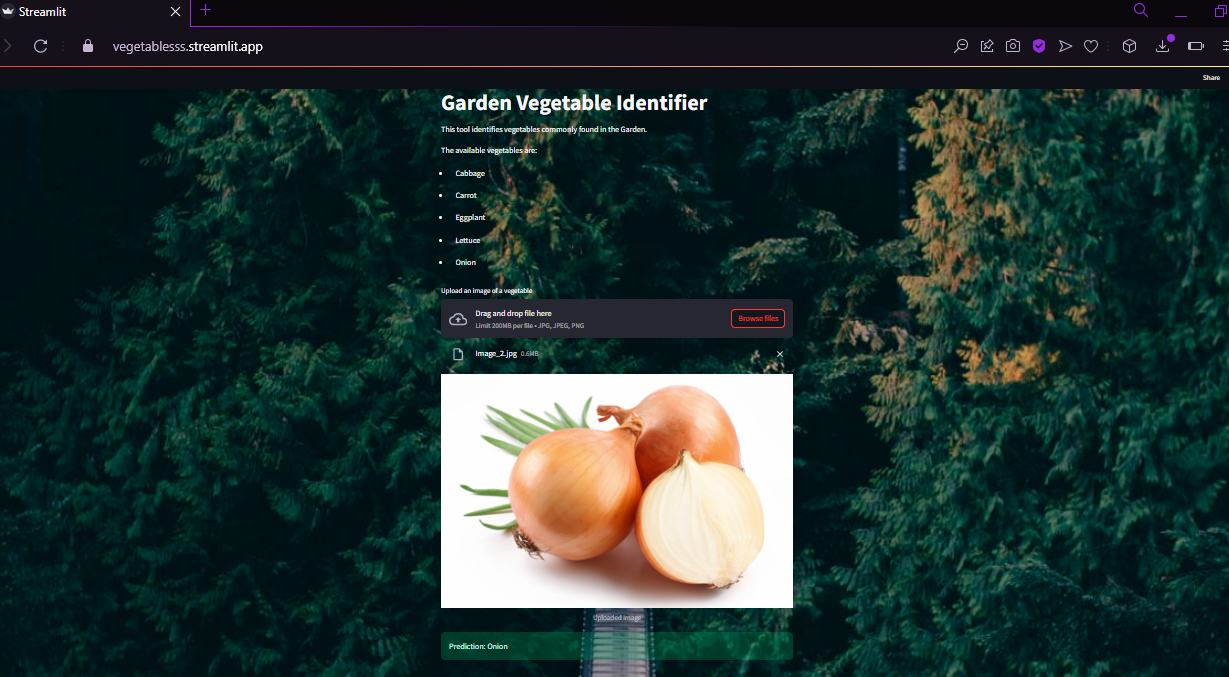 Streamlit
vegetablesss.streamlit.app
Share
Garden Vegetable Identifier
This tool identifies vegetables commonly found in the Garden.
The available vegetables are:
Cabbage
Carrot
Eggplant
Lettuce
Onion
Upload an image of a vegetable
Drag and drop file here
Limit 200MB per file • JPG, JPEG, PNG
Browse files
Image_2.jpg 0.6MB
Uploaded image
Prediction: Onion